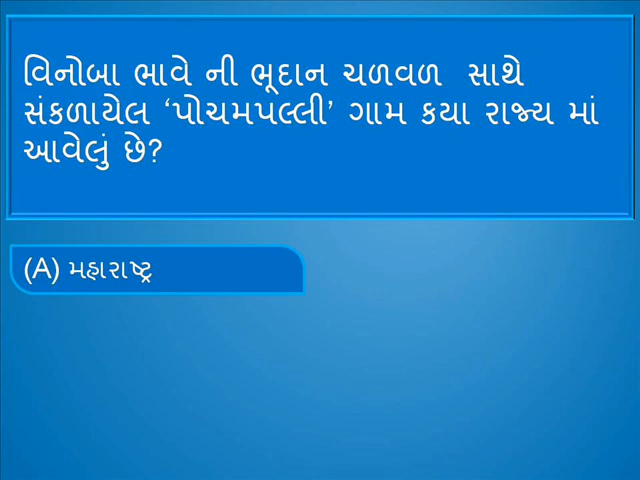 વિનોબા ભાવે ની ભૂદાન ચળવળ સાથે
સંકળાયેલ ‘પોચમપલ્લી’ ગામ કયા રાજ્ય માં
આવેલું છે?
(A) મહારાષ્ટ્ર